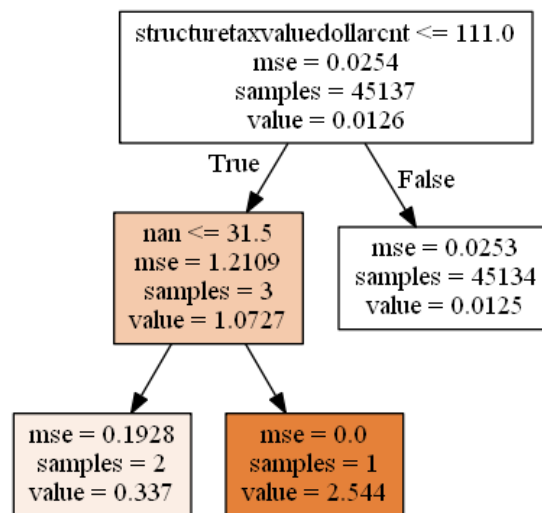 structuretaxvaluedollarcnt <= 111.0
mse = 0.0254
samples = 45137
value = 0.0126
True
False
nan <= 31.5
mse = 1.2109
samples = 3
value = 1.0727
mse = 0.0253
samples = 45134
value = 0.0125
mse = 0.1928
samples = 2
value = 0.337
mse = 0.0
samples = 1
value = 2.544